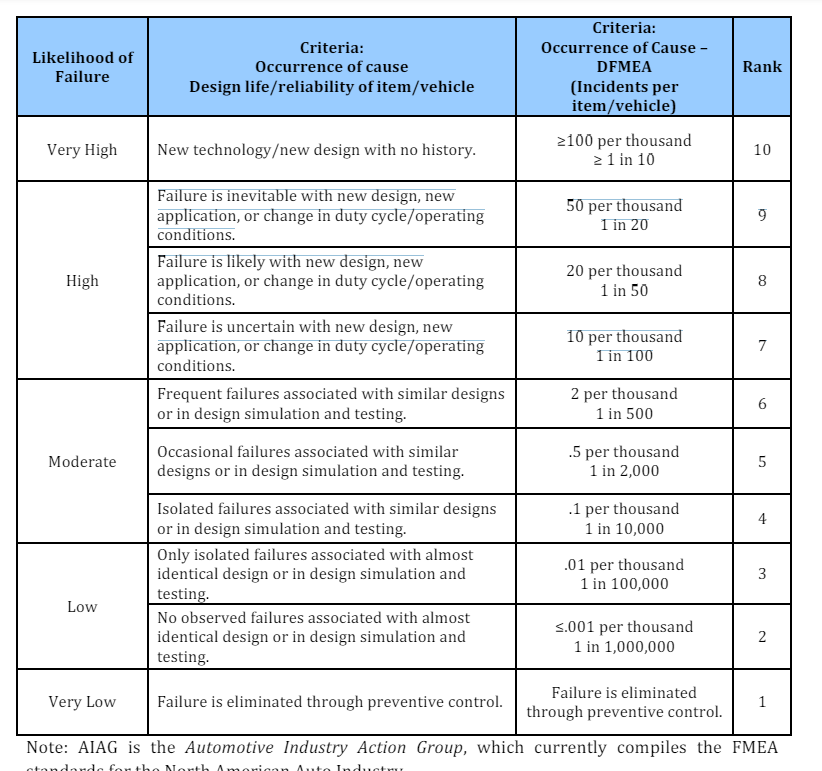 Likelihood of
Failure
Criteria:
Occurrence of cause
Design life/reliability of item/vehicle
Criteria:
Occurrence of Cause –
DFMEA
(Incidents per
item/vehicle)
Rank
Very High
New technology/new design with no history.
≥100 per thousand
≥ 1 in 10
10
High
Failure is inevitable with new design, new
application, or change in duty cycle/operating
conditions.
50 per thousand
1 in 20
9
Failure is likely with new design, new
application, or change in duty cycle/operating
conditions.
20 per thousand
1 in 50
8
Failure is uncertain with new design, new
application, or change in duty cycle/operating
conditions.
10 per thousand
1 in 100
7
Moderate
Frequent failures associated with similar designs
or in design simulation and testing.
2 per thousand
1 in 500
6
Occasional failures associated with similar
designs or in design simulation and testing.
.5 per thousand
1 in 2,000
5
Isolated failures associated with similar designs
or in design simulation and testing.
.1 per thousand
1 in 10,000
4
Low
Only isolated failures associated with almost
identical design or in design simulation and
testing.
.01 per thousand
1 in 100,000
3
No observed failures associated with almost
identical design or in design simulation and
testing.
≤.001 per thousand
1 in 1,000,000
2
Very Low
Failure is eliminated through preventive control.
Failure is eliminated
through preventive control.
1
Note: AIAG is the Automotive Industry Action Group, which currently compiles the FMEA
standards for the North American Auto Industry.